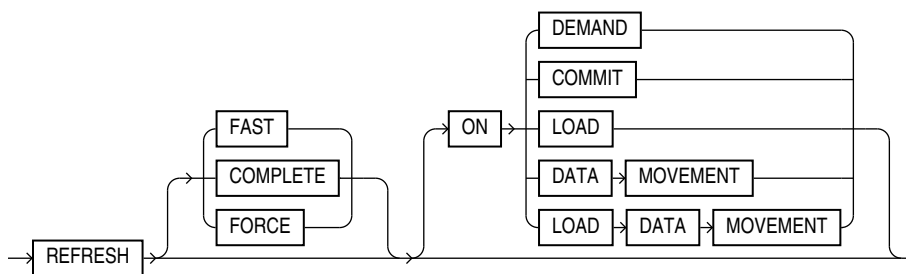 DEMAND
COMMIT
FAST ON LOAD
COMPLETE DATA MOVEMENT
FORCE LOAD DATA MOVEMENT
REFRESH